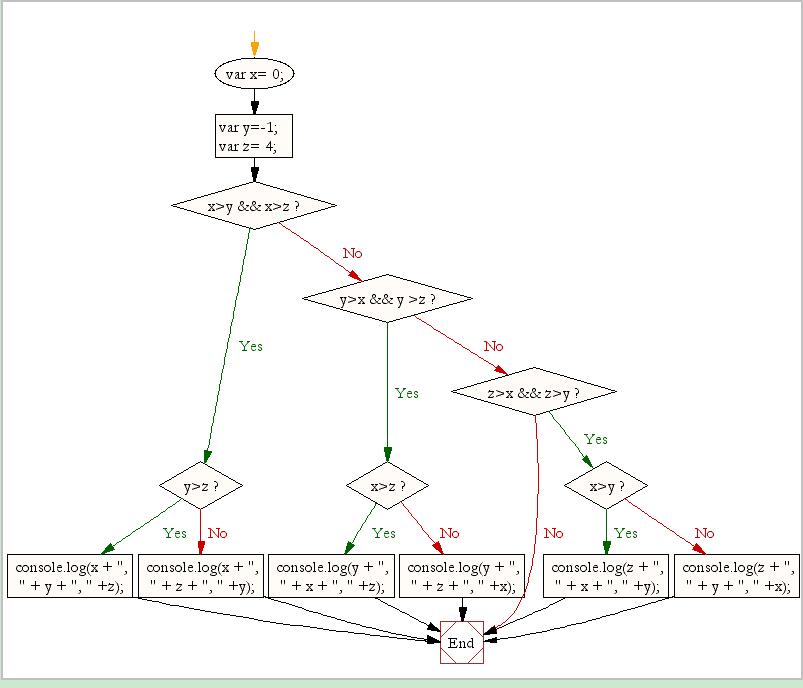 var x= 0;
var y=-1;
var z= 4;
x>y && x>z ?
No
y>x && y >z ?
Yes
No
Yes
z>x && z>y ?
Yes
y>z ?
x>z ?
x>y ?
Yes
No
Yes
No
No
Yes
No
console.log(x + ",
" + y + "," +z);
console.log(x + ",
" + z + "," +y);
console.log(y + ",
" + x + "," +z);
console.log(y + ",
" + z + "," +x);
console.log(z + ",
" + x + "," +y);
console.log(z + ",
" + y + "," +x);
End